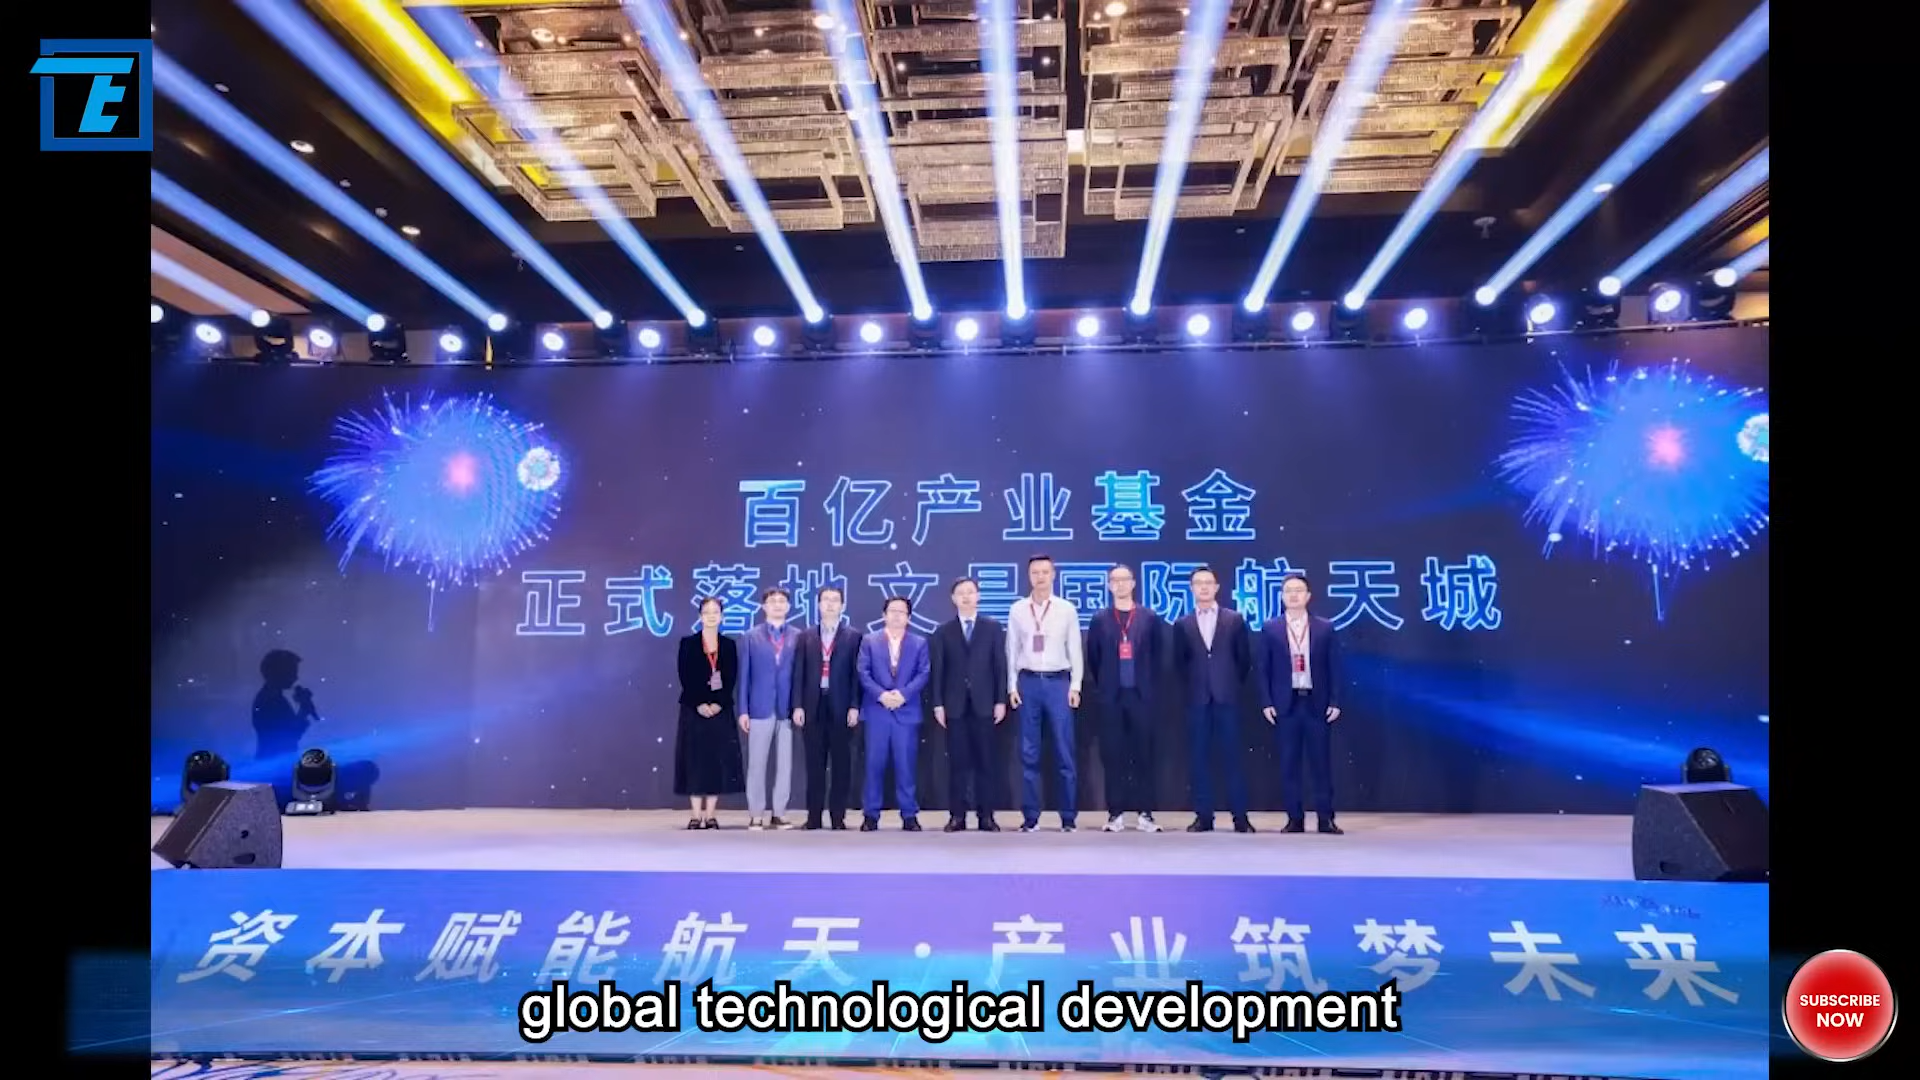 TE
百亿产业基金
正式落地文昌国际航天城
资本赋能航天·产业筑梦未来
global technological development
SUBSCRIBE
NOW